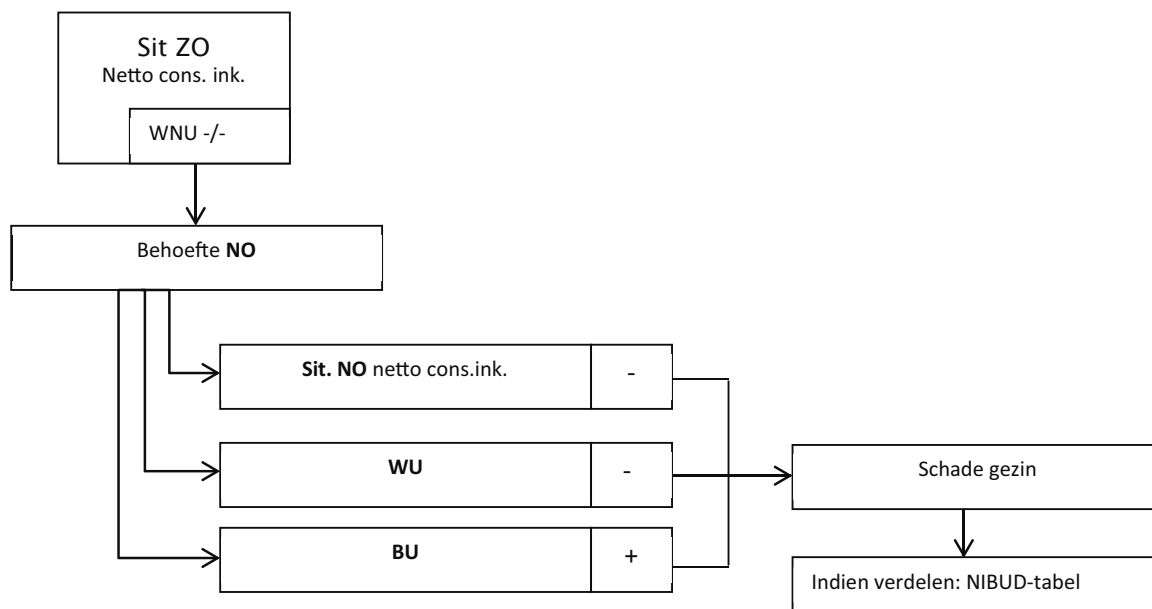 Sit ZO
Netto cons. ink.
WNU -/-
Behoefte NO
Sit. NO netto cons.ink. -
WU -
Schade gezin
BU +
Indien verdelen: NIBUD-tabel